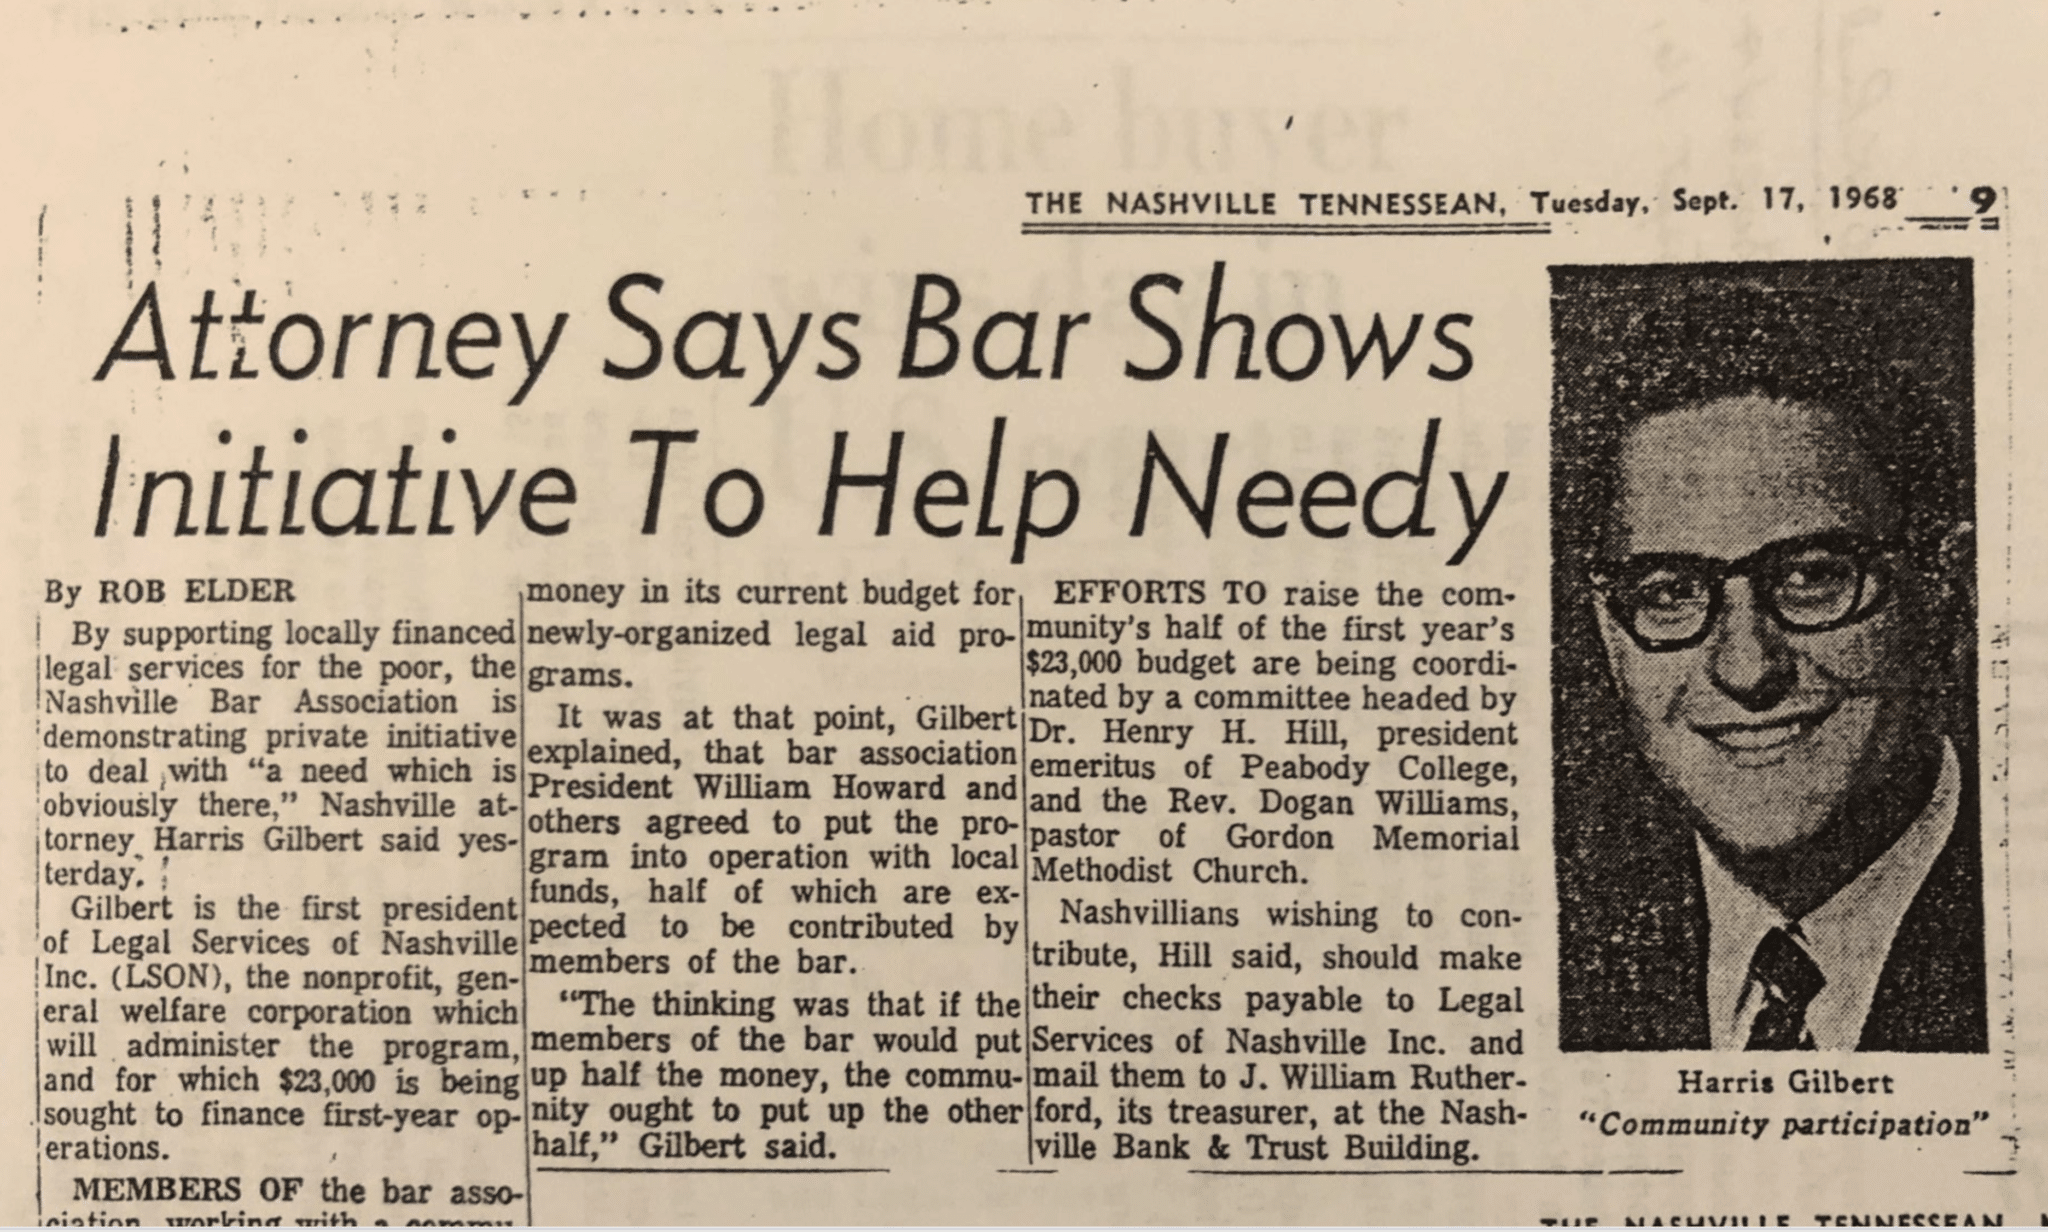 THE NASHVILLE TENNESSEAN, Tuesday, Sept. 17, 1968 9
Attorney Says Bar Shows
Initiative To Help Needy
By ROB ELDER
By supporting locally financed
legal services for the poor, the
Nashville Bar Association is
demonstrating private initiative
to deal with “a need which is
obviously there,” Nashville at-
torney Harris Gilbert said yes-
terday.
Gilbert is the first president
of Legal Services of Nashville
Inc. (LSON), the nonprofit, gen-
eral welfare corporation which
will administer the program,
and for which $23,000 is being
sought to finance first-year op-
erations.
MEMBERS OF the bar asso-
ciation, working with a commu-
money in its current budget for
newly-organized legal aid pro-
grams.
It was at that point, Gilbert
explained, that bar association
President William Howard and
others agreed to put the pro-
gram into operation with local
funds, half of which are ex-
pected to be contributed by
members of the bar.
“The thinking was that if the
members of the bar would put
up half the money, the commu-
nity ought to put up the other
half,” Gilbert said.
EFFORTS TO raise the com-
munity's half of the first year's
$23,000 budget are being coordi-
nated by a committee headed by
Dr. Henry H. Hill, president
emeritus of Peabody College,
and the Rev. Dogan Williams,
pastor of Gordon Memorial
Methodist Church.
Nashvillians wishing to con-
tribute, Hill said, should make
their checks payable to Legal
Services of Nashville Inc. and
mail them to J. William Ruther-
ford, its treasurer, at the Nash-
ville Bank & Trust Building.
Harris Gilbert
“Community participation”
THE NASHVILLE TENNESSEAN
Home buyer